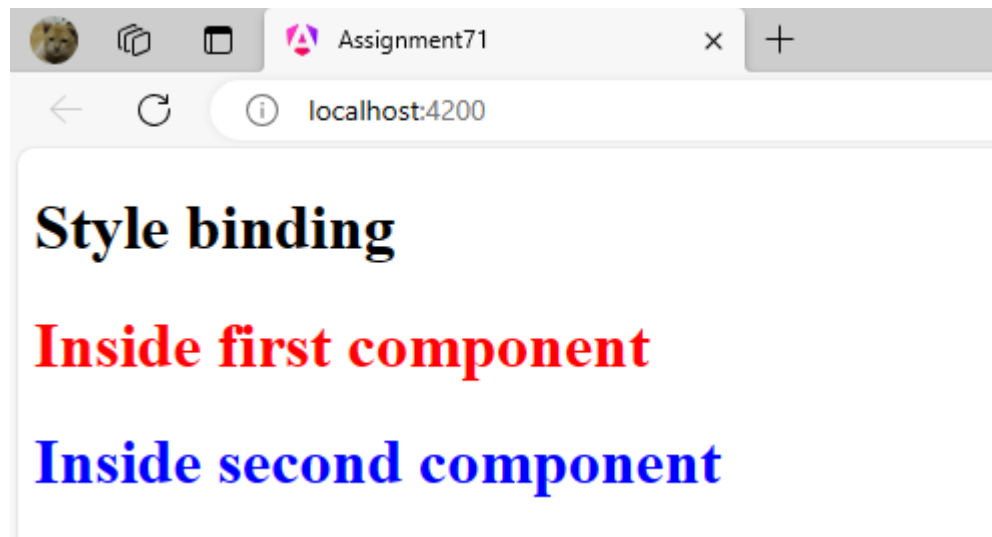 Assignment71
localhost:4200
Style binding
Inside first component
Inside second component